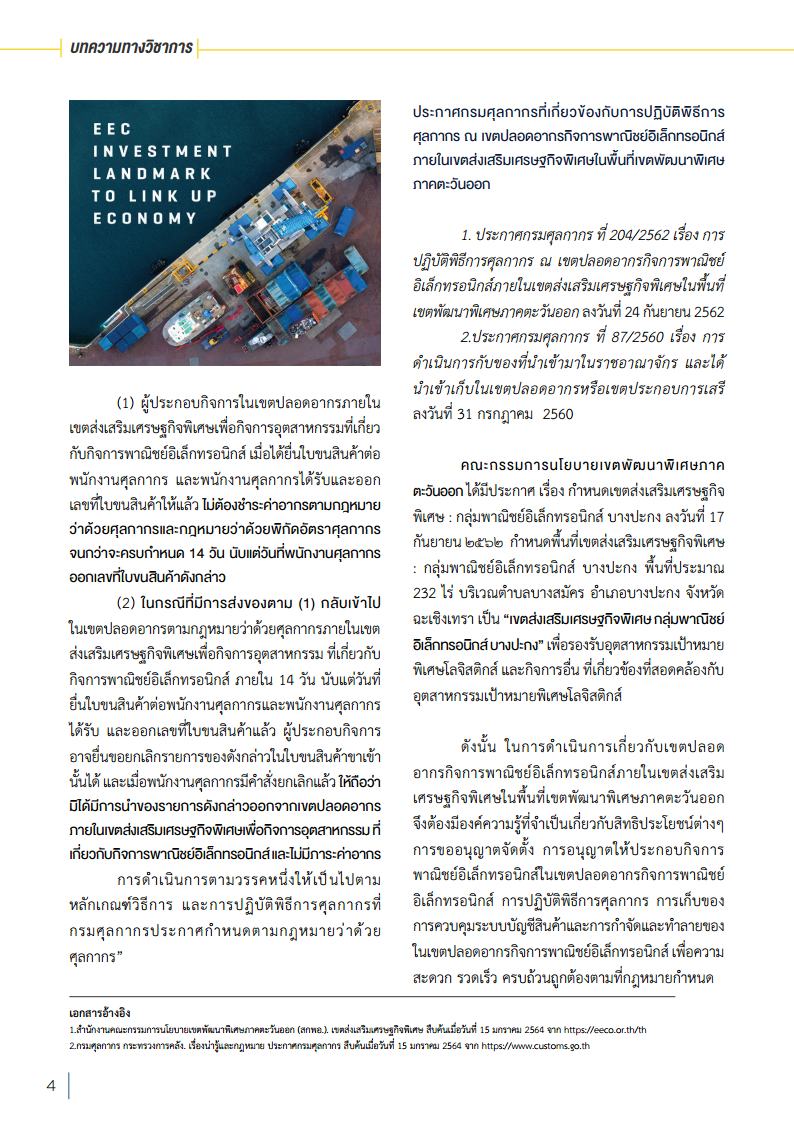 บทความทางวิชาการ
EEC
INVESTMENT
LANDMARK
TO LINK UP
ECONOMY
(1) ผู้ประกอบกิจการในเขตปลอดอากรภายใน
เขตส่งเสริมเศรษฐกิจพิเศษเพื่อกิจการอุตสาหกรรมที่เกี่ยว
กับกิจการพาณิชย์อิเล็กทรอนิกส์ เมื่อได้ยื่นใบขนสินค้าต่อ
พนักงานศุลกากร และพนักงานศุลกากรได้รับและออก
เลขที่ใบขนสินค้าให้แล้ว ไม่ต้องชำระค่าอากรตามกฎหมาย
ว่าด้วยศุลกากรและกฎหมายว่าด้วยพิกัดอัตราศุลกากร
จนกว่าจะครบกำหนด 14 วัน นับแต่วันที่พนักงานศุลกากร
ออกเลขที่ใบขนสินค้าดังกล่าว
(2) ในกรณีที่มีการส่งของตาม (1) กลับเข้าไป
ในเขตปลอดอากรตามกฎหมายว่าด้วยศุลกากรภายในเขต
ส่งเสริมเศรษฐกิจพิเศษเพื่อกิจการอุตสาหกรรม ที่เกี่ยวกับ
กิจการพาณิชย์อิเล็กทรอนิกส์ ภายใน 14 วัน นับแต่วันที่
ยื่นใบขนสินค้าต่อพนักงานศุลกากรและพนักงานศุลกากร
ได้รับ และออกเลขที่ใบขนสินค้าแล้ว ผู้ประกอบกิจการ
อาจยื่นขอยกเลิกรายการของดังกล่าวในใบขนสินค้าขาเข้า
นั้นได้ และเมื่อพนักงานศุลกากรมีคำสั่งยกเลิกแล้ว ให้ถือว่า
มิได้มีการนำของรายการดังกล่าวออกจากเขตปลอดอากร
ภายในเขตส่งเสริมเศรษฐกิจพิเศษเพื่อกิจการอุตสาหกรรม ที่
เกี่ยวกับกิจการพาณิชย์อิเล็กทรอนิกส์ และไม่มีภาระค่าอากร
การดำเนินการตามวรรคหนึ่งให้เป็นไปตาม
หลักเกณฑ์วิธีการ และการปฏิบัติพิธีการศุลกากรที่
กรมศุลกากรประกาศกำหนดตามกฎหมายว่าด้วย
ศุลกากร”
ประกาศกรมศุลกากรที่เกี่ยวข้องกับการปฏิบัติพิธีการ
ศุลกากร ณ เขตปลอดอากรกิจการพาณิชย์อิเล็กทรอนิกส์
ภายในเขตส่งเสริมเศรษฐกิจพิเศษในพื้นที่เขตพัฒนาพิเศษ
ภาคตะวันออก
1. ประกาศกรมศุลกากร ที่ 204/2562 เรื่อง การ
ปฏิบัติพิธีการศุลกากร ณ เขตปลอดอากรกิจการพาณิชย์
อิเล็กทรอนิกส์ภายในเขตส่งเสริมเศรษฐกิจพิเศษในพื้นที่
เขตพัฒนาพิเศษภาคตะวันออก ลงวันที่ 24 กันยายน 2562
2.ประกาศกรมศุลกากร ที่ 87/2560 เรื่อง การ
ดำเนินการกับของที่นำเข้ามาในราชอาณาจักร และได้
นำเข้าเก็บในเขตปลอดอากรหรือเขตประกอบการเสรี
ลงวันที่ 31 กรกฎาคม 2560
คณะกรรมการนโยบายเขตพัฒนาพิเศษภาค
ตะวันออก ได้มีประกาศ เรื่อง กำหนดเขตส่งเสริมเศรษฐกิจ
พิเศษ : กลุ่มพาณิชย์อิเล็กทรอนิกส์ บางปะกง ลงวันที่ 17
กันยายน ๒๕๖๒ กำหนดพื้นที่เขตส่งเสริมเศรษฐกิจพิเศษ
: กลุ่มพาณิชย์อิเล็กทรอนิกส์ บางปะกง พื้นที่ประมาณ
232 ไร่ บริเวณตำบลบางสมัคร อำเภอบางปะกง จังหวัด
ฉะเชิงเทรา เป็น “เขตส่งเสริมเศรษฐกิจพิเศษ กลุ่มพาณิชย์
อิเล็กทรอนิกส์ บางปะกง” เพื่อรองรับอุตสาหกรรมเป้าหมาย
พิเศษโลจิสติกส์ และกิจการอื่น ที่เกี่ยวข้องที่สอดคล้องกับ
อุตสาหกรรมเป้าหมายพิเศษโลจิสติกส์
ดังนั้น ในการดำเนินการเกี่ยวกับเขตปลอด
อากรกิจการพาณิชย์อิเล็กทรอนิกส์ภายในเขตส่งเสริม
เศรษฐกิจพิเศษในพื้นที่เขตพัฒนาพิเศษภาคตะวันออก
จึงต้องมีองค์ความรู้ที่จำเป็นเกี่ยวกับสิทธิประโยชน์ต่างๆ
การขออนุญาตจัดตั้ง การอนุญาตให้ประกอบกิจการ
พาณิชย์อิเล็กทรอนิกส์ในเขตปลอดอากรกิจการพาณิชย์
อิเล็กทรอนิกส์ การปฏิบัติพิธีการศุลกากร การเก็บของ
การควบคุมระบบบัญชีสินค้าและการกำจัดและทำลายของ
ในเขตปลอดอากรกิจการพาณิชย์อิเล็กทรอนิกส์ เพื่อความ
สะดวก รวดเร็ว ครบถ้วนถูกต้องตามที่กฎหมายกำหนด
เอกสารอ้างอิง
1.สำนักงานคณะกรรมการนโยบายเขตพัฒนาพิเศษภาคตะวันออก (สกพอ.). เขตส่งเสริมเศรษฐกิจพิเศษ สืบค้นเมื่อวันที่ 15 มกราคม 2564 จาก https://eeco.or.th/th
2.กรมศุลกากร กระทรวงการคลัง. เรื่องน่ารู้และกฎหมาย ประกาศกรมศุลกากร สืบค้นเมื่อวันที่ 15 มกราคม 2564 จาก https://www.customs.go.th
4